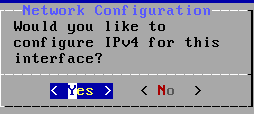 Network Configuration
Would you like to
configure IPv4 for this
interface?
< Yes > < No >